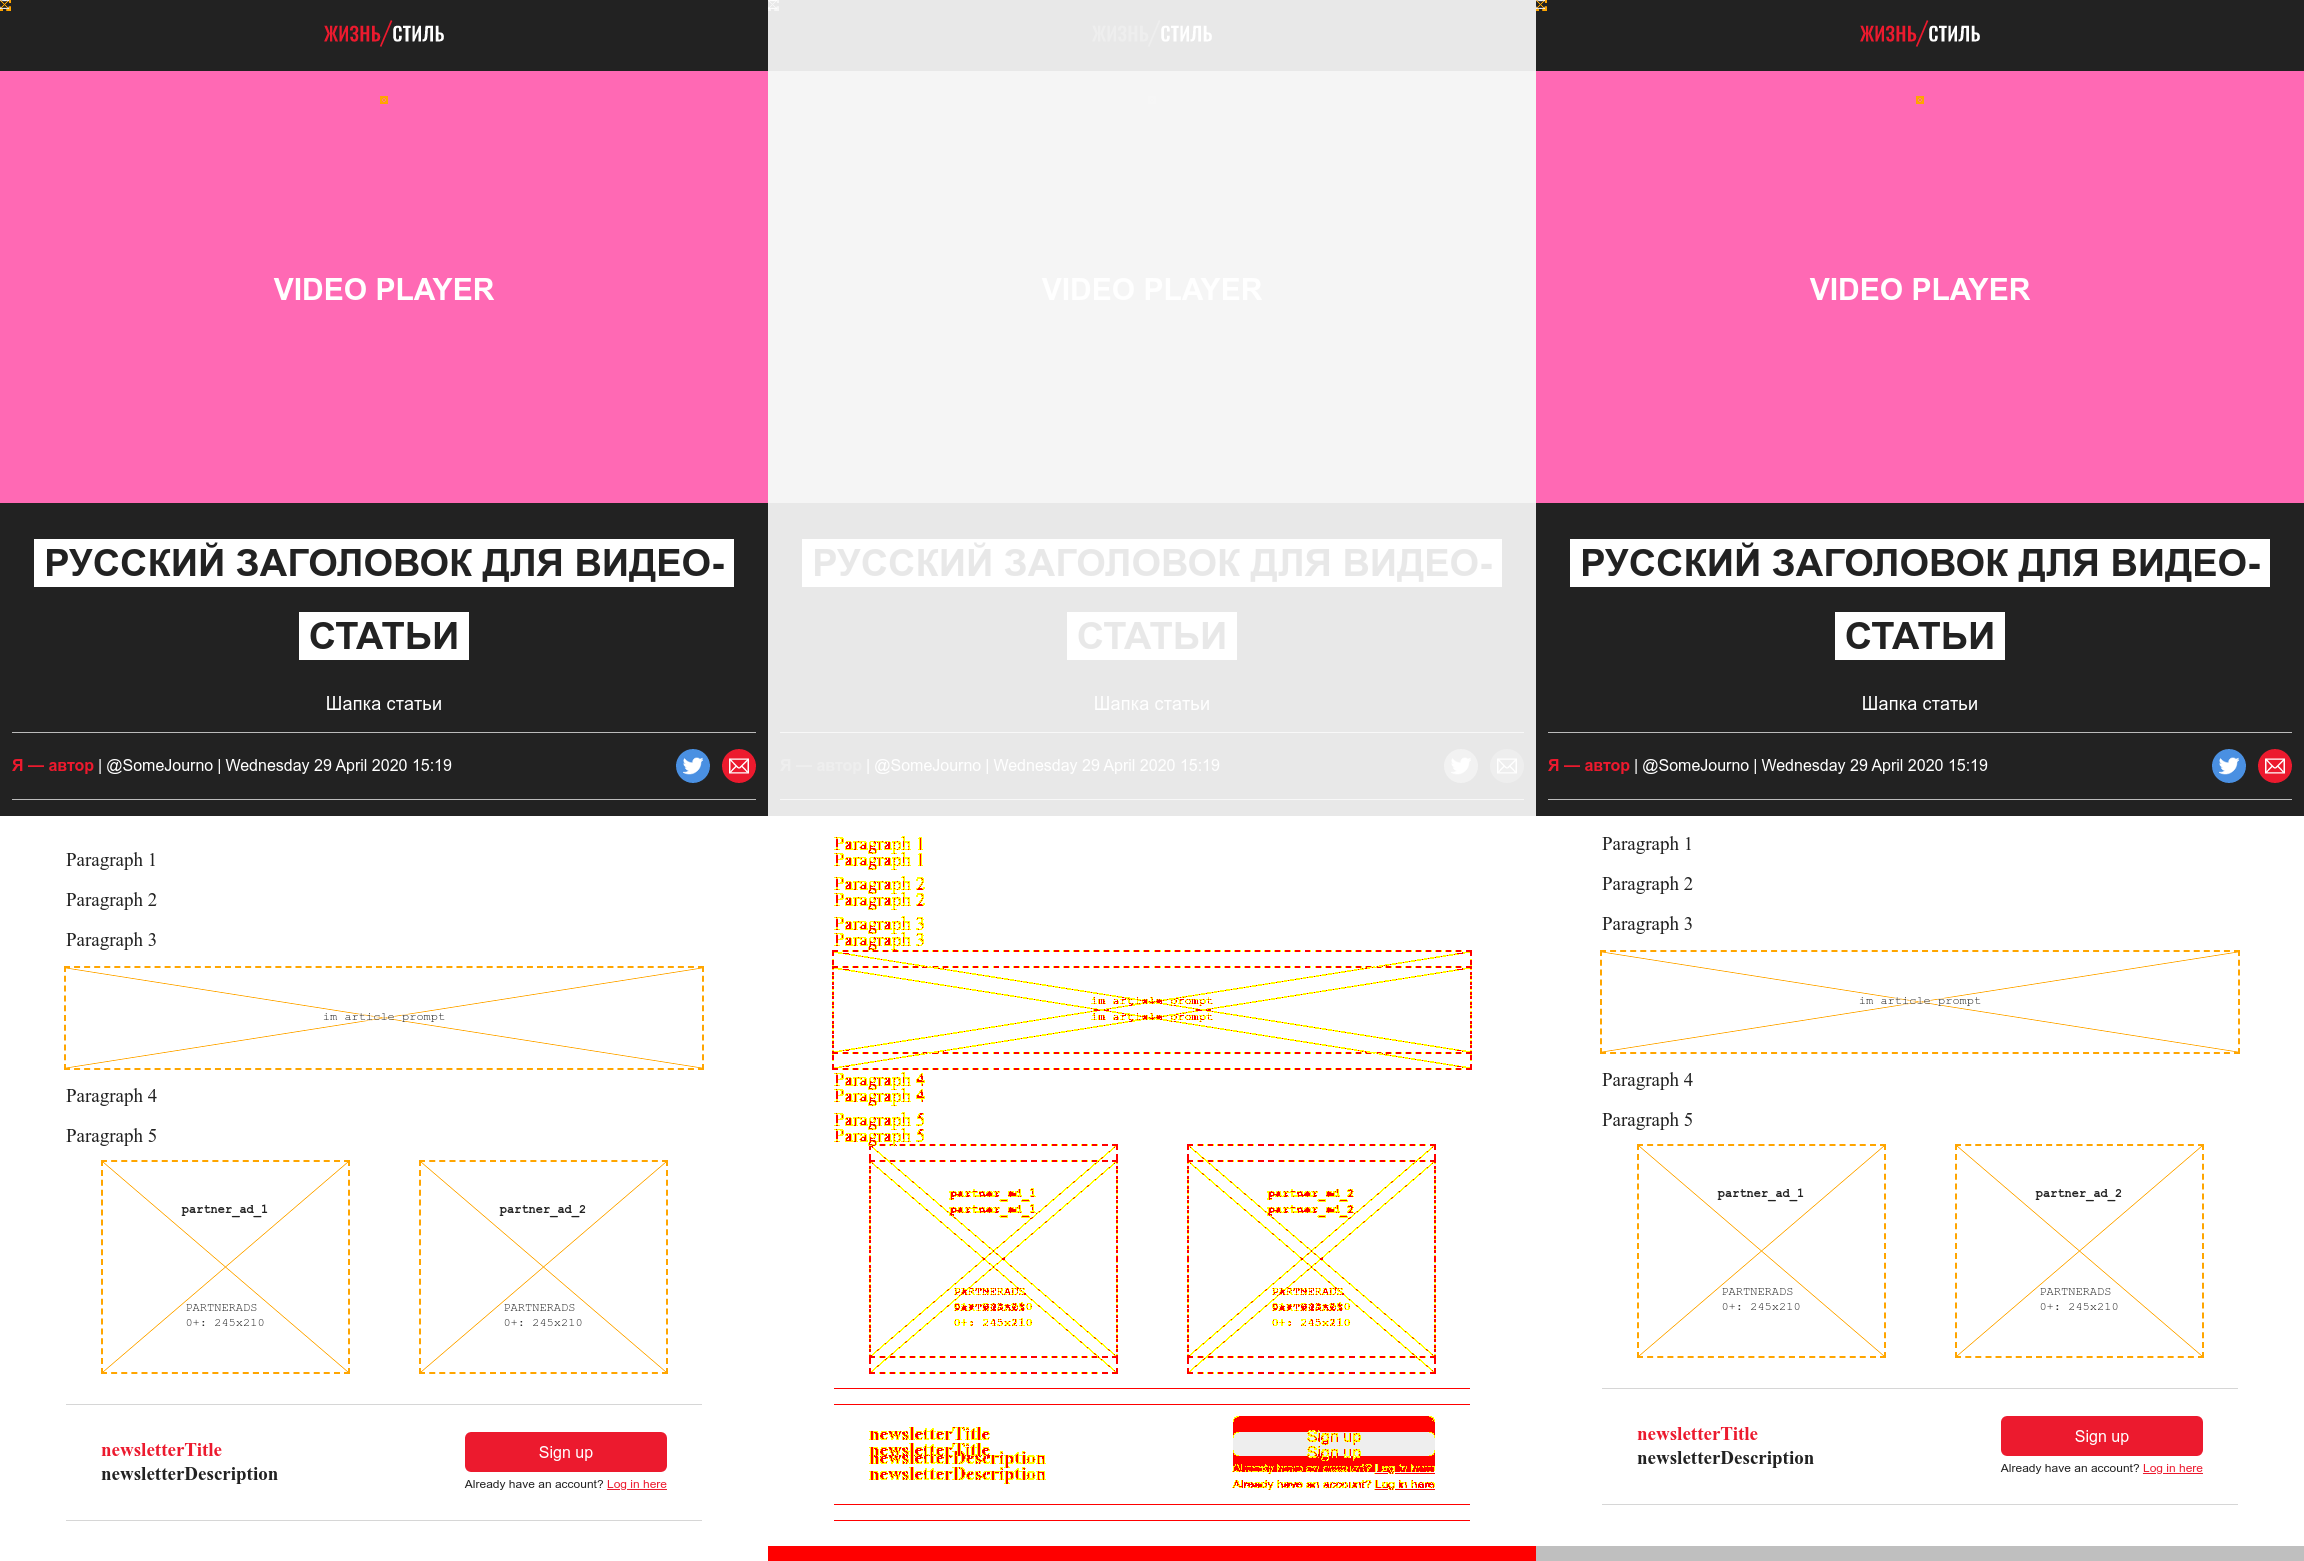 ЖИЗНЬ/СТИЛЬ
VIDEO PLAYER
РУССКИЙ ЗАГОЛОВОК ДЛЯ ВИДЕО-
СТАТЬИ
Шапка статьи
Я — автор | @SomeJourno | Wednesday 29 April 2020 15:19
Paragraph 1
Paragraph 2
Paragraph 3
im article prompt
Paragraph 4
Paragraph 5
partner_ad_1
PARTNERADS
0+: 245x210
partner_ad_2
PARTNERADS
0+: 245x210
newsletterTitle
newsletterDescription
Sign up
Already have an account? Log in here
ЖИЗНЬ/СТИЛЬ
VIDEO PLAYER
РУССКИЙ ЗАГОЛОВОК ДЛЯ ВИДЕО-
СТАТЬИ
Шапка статьи
Я — автор | @SomeJourno | Wednesday 29 April 2020 15:19
Paragraph 1
Paragraph 1
Paragraph 2
Paragraph 2
Paragraph 3
Paragraph 3
im article prompt
im article prompt
Paragraph 4
Paragraph 4
Paragraph 5
Paragraph 5
partner_ad_1
partner_ad_1
PARTNERADS
0+: 245x210
partner_ad_2
partner_ad_2
PARTNERADS
0+: 245x210
newsletterTitle
newsletterTitle
newsletterDescription
newsletterDescription
Sign up
Sign up
Already have an account? Log in here
Already have an account? Log in here
ЖИЗНЬ/СТИЛЬ
VIDEO PLAYER
РУССКИЙ ЗАГОЛОВОК ДЛЯ ВИДЕО-
СТАТЬИ
Шапка статьи
Я — автор | @SomeJourno | Wednesday 29 April 2020 15:19
Paragraph 1
Paragraph 2
Paragraph 3
im article prompt
Paragraph 4
Paragraph 5
partner_ad_1
PARTNERADS
0+: 245x210
partner_ad_2
PARTNERADS
0+: 245x210
newsletterTitle
newsletterDescription
Sign up
Already have an account? Log in here